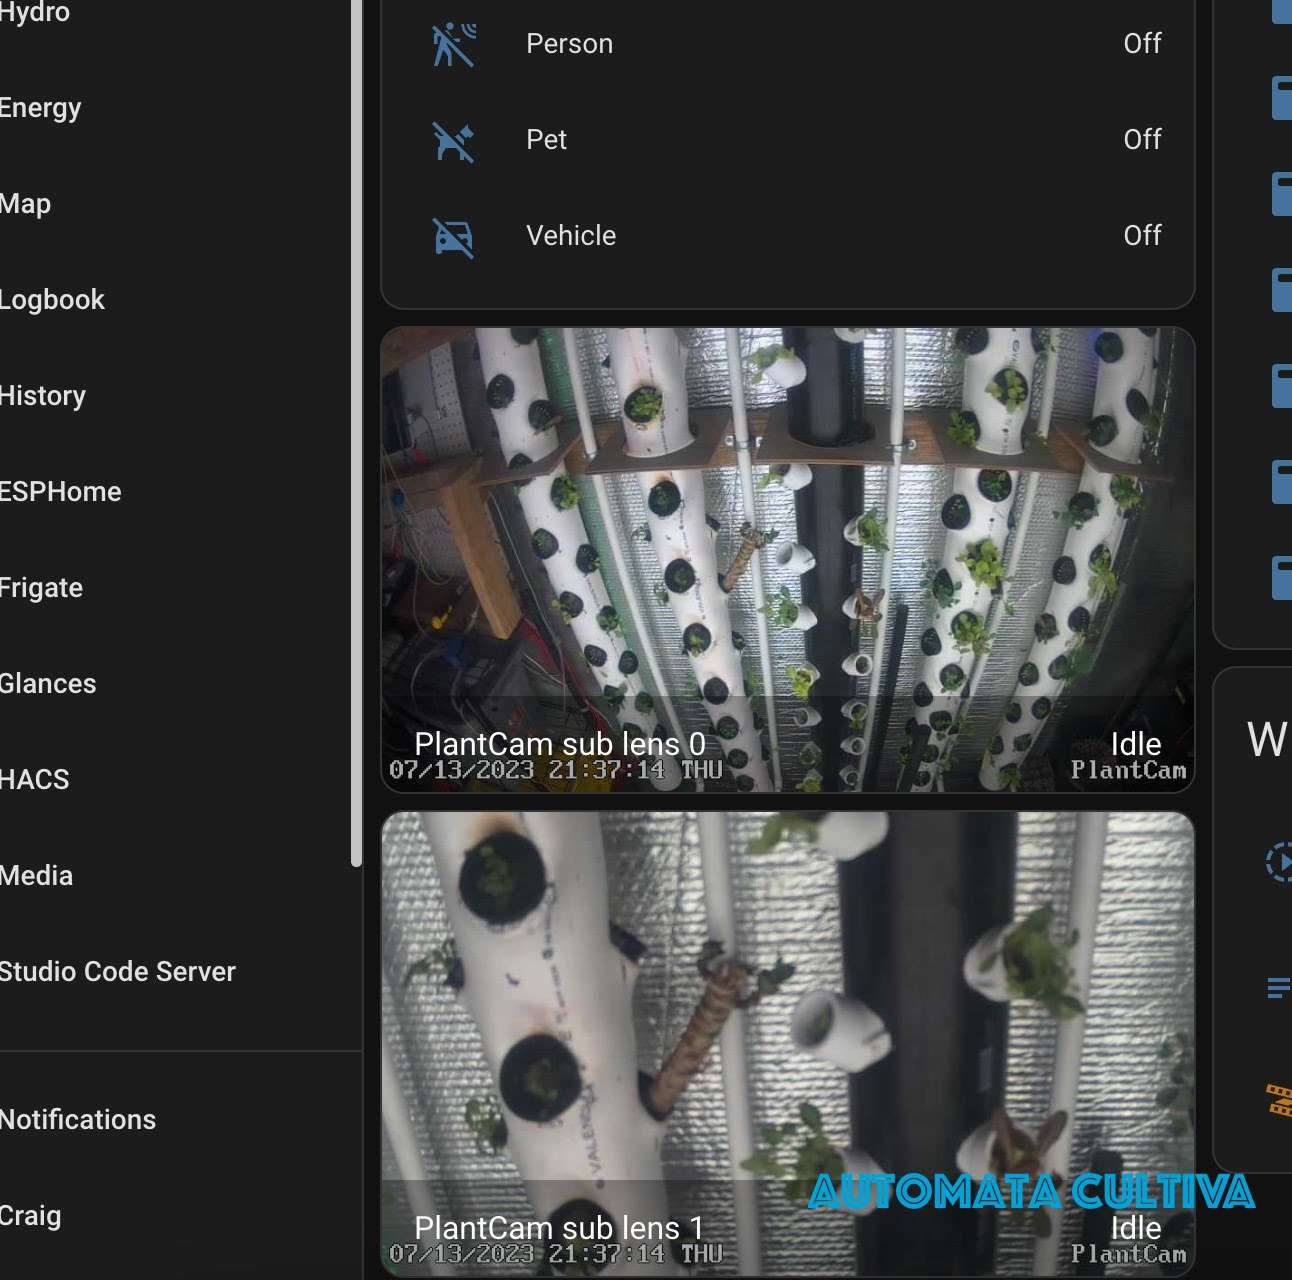 Hydro
Energy
Map
Logbook
History
ESPHome
Frigate
Glances
HACS
Media
Studio Code Server
Notifications
Craig
Person Off
Pet Off
Vehicle Off
PlantCam sub lens 0 Idle
07/13/2023 21:37:14 THU PlantCam
VALEN
AUTOMATA CULTIVA
PlantCam sub lens 1 Idle
07/13/2023 21:37:14 THU PlantCam
W